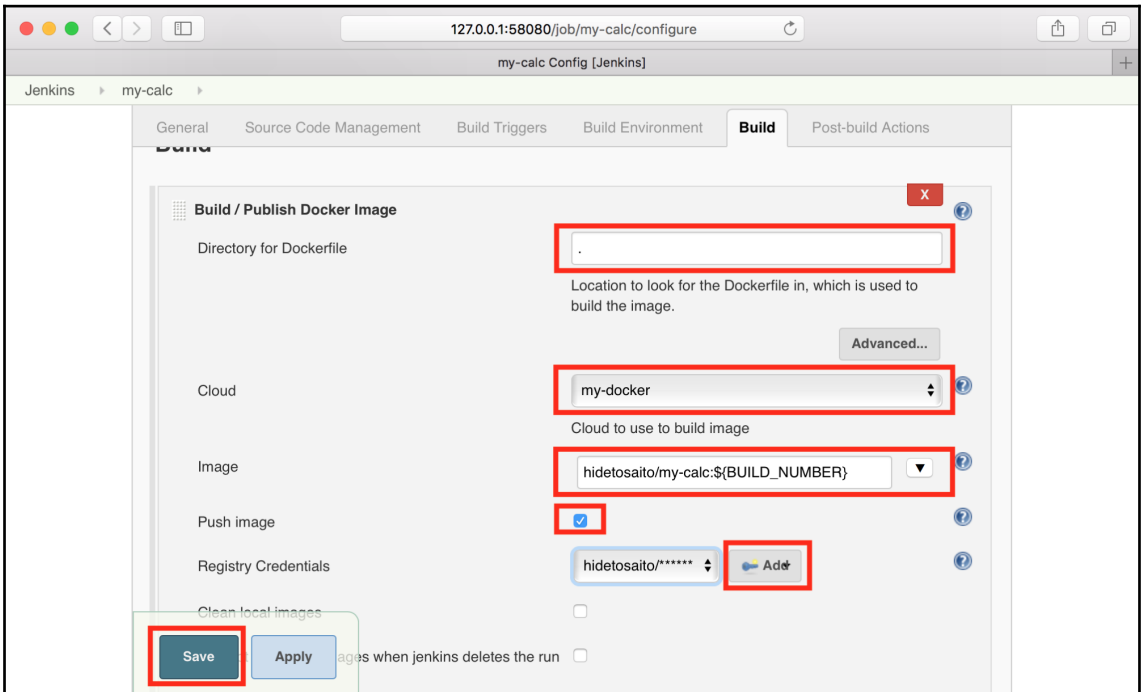 127.0.0.1:58080/job/my-calc/configure
my-calc Config [Jenkins]
Jenkins my-calc
General Source Code Management Build Triggers Build Environment Build Post-build Actions
Build
X
Build / Publish Docker Image
Directory for Dockerfile .
Location to look for the Dockerfile in, which is used to
build the image.
Advanced...
Cloud my-docker
Cloud to use to build image
Image hidetosaito/my-calc:${BUILD_NUMBER}
Push image
Registry Credentials hidetosaito/****** Add
Clean local images
Save Apply ages when jenkins deletes the run